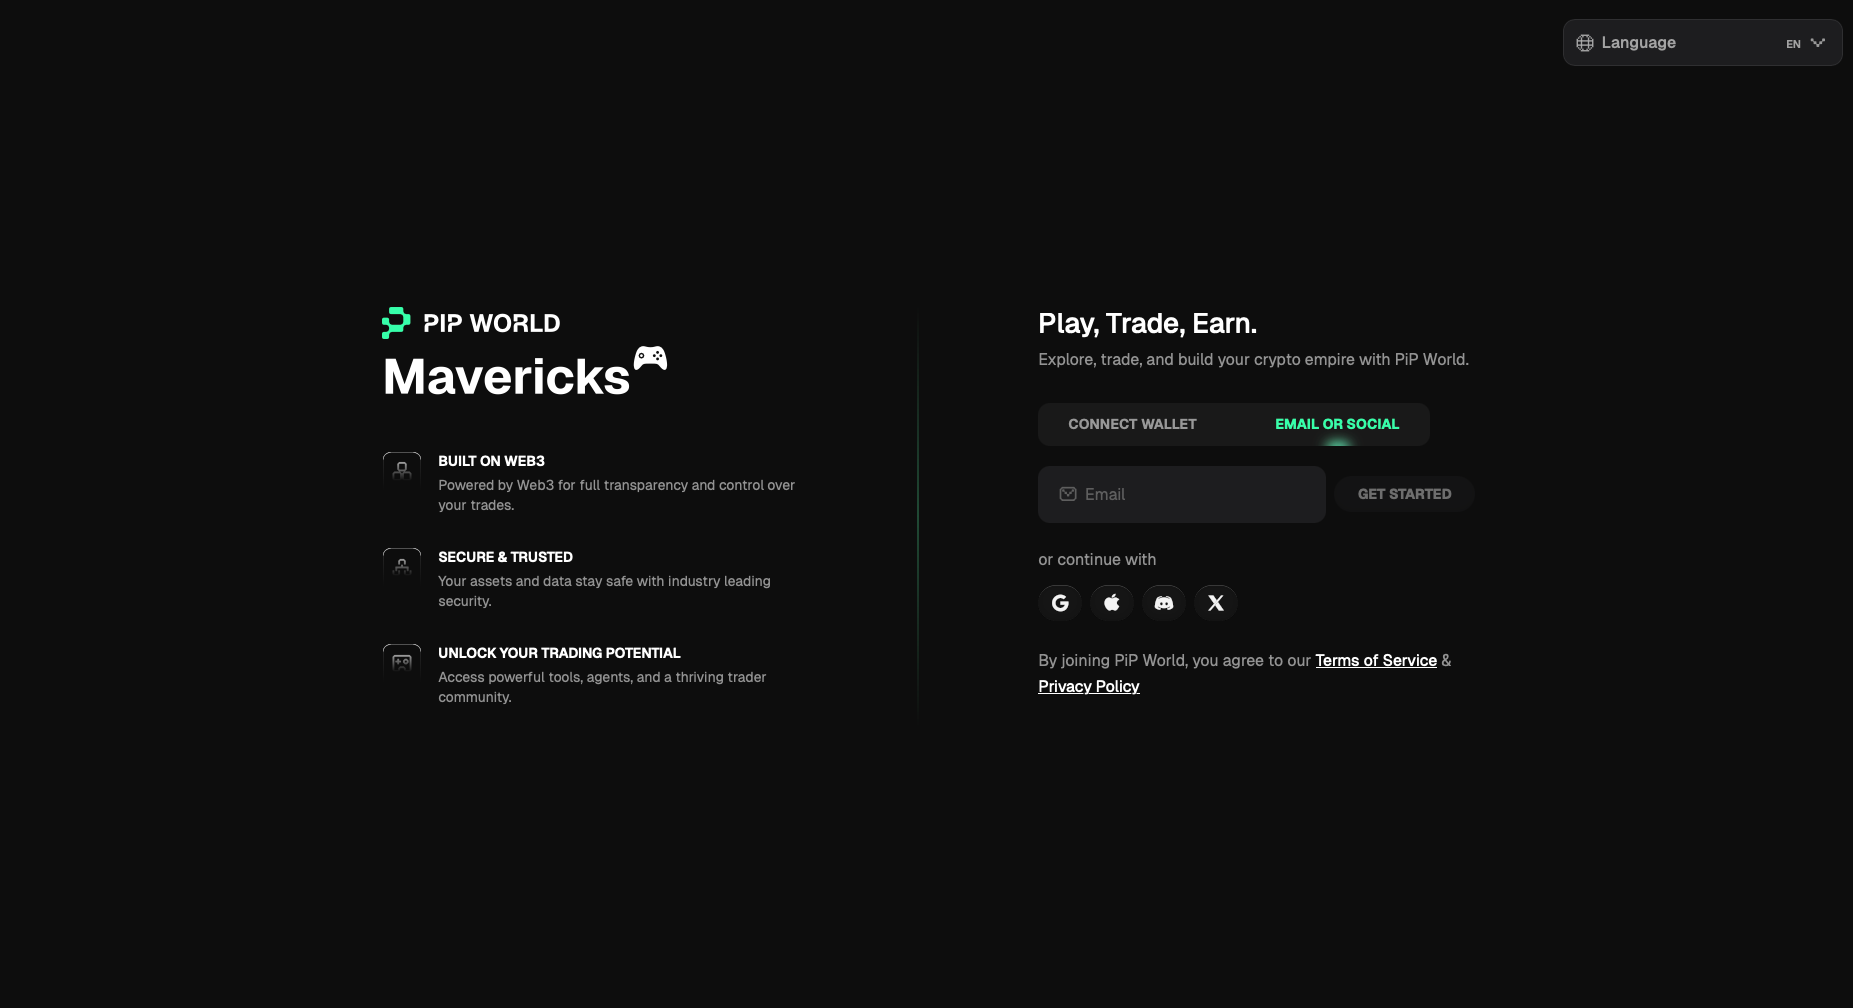 Language
EN
PIP WORLD
Mavericks
BUILT ON WEB3
Powered by Web3 for full transparency and control over
your trades.
SECURE & TRUSTED
Your assets and data stay safe with industry leading
security.
UNLOCK YOUR TRADING POTENTIAL
Access powerful tools, agents, and a thriving trader
community.
Play, Trade, Earn.
Explore, trade, and build your crypto empire with PiP World.
CONNECT WALLET
EMAIL OR SOCIAL
Email
GET STARTED
or continue with
By joining PiP World, you agree to our Terms of Service &
Privacy Policy